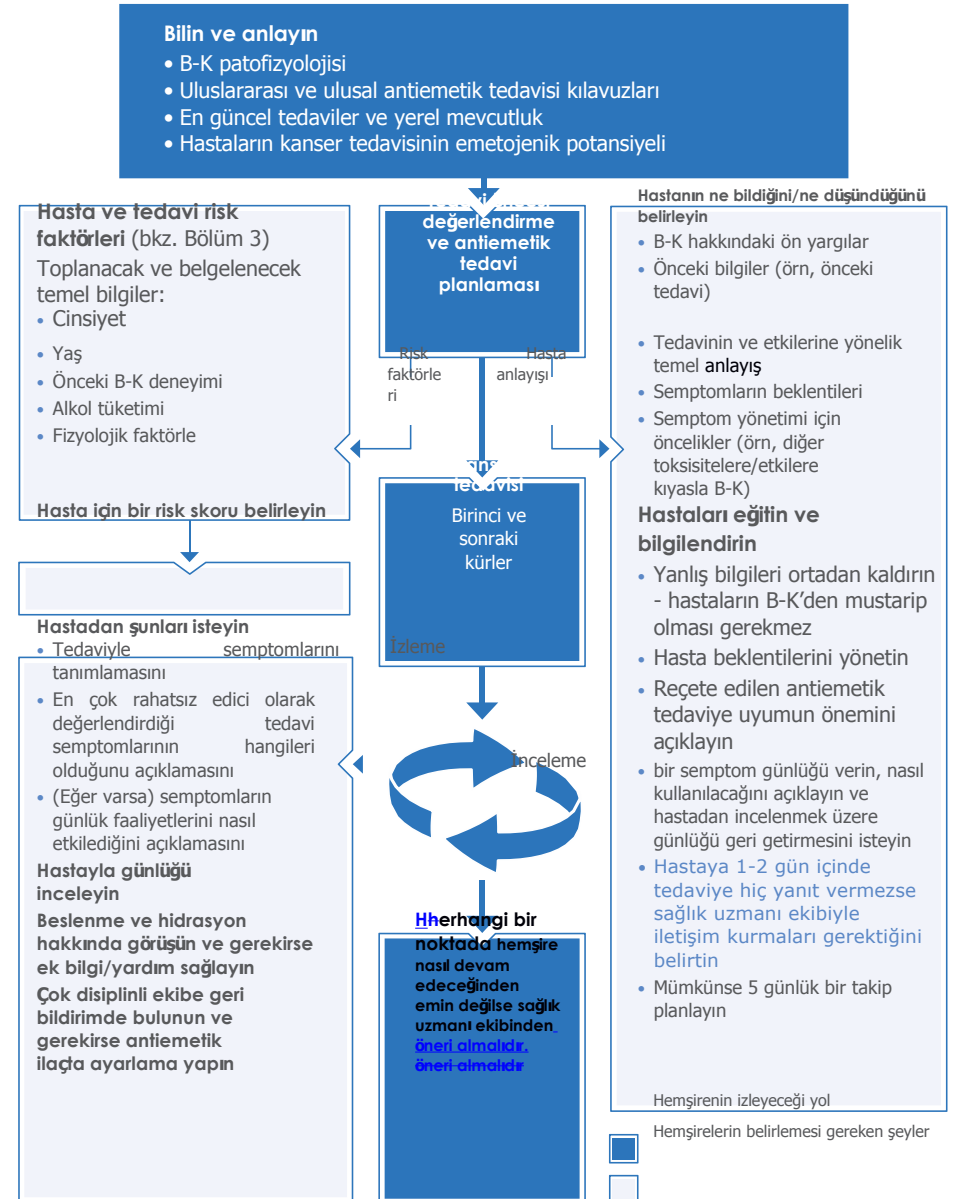 Bilin ve anlayın
• B-K patofizyolojisi
• Uluslararası ve ulusal antiemetik tedavisi kılavuzları
• En güncel tedaviler ve yerel mevcutluk
• Hastaların kanser tedavisinin emetojenik potansiyeli
Hasta ve tedavi risk
faktörleri (bkz. Bölüm 3)
Toplanacak ve belgelenecek
temel bilgiler:
• Cinsiyet
• Yaş
• Önceki B-K deneyimi
• Alkol tüketimi
• Fizyolojik faktörle
Hasta için bir risk skoru belirleyin
değerlendirme
ve antiemetik
tedavi
planlaması
Risk
faktörle
ri
Hasta
anlayışı
tedavisi
Birinci ve
sonraki
kürler
İzleme
İnceleme
Hastadan şunları isteyin
• Tedaviyle semptomlarını
tanımlamasını
• En çok rahatsız edici olarak
değerlendirdiği tedavi
semptomlarının hangileri
olduğunu açıklamasını
• (Eğer varsa) semptomların
günlük faaliyetlerini nasıl
etkilediğini açıklamasını
Hastayla günlüğü
inceleyin
Beslenme ve hidrasyon
hakkında görüşün ve gerekirse
ek bilgi/yardım sağlayın
Çok disiplinli ekibe geri
bildirimde bulunun ve
gerekirse antiemetik
ilaçta ayarlama yapın
Hherhangi bir
noktada hemşire
nasıl devam
edeceğinden
emin değilse sağlık
uzmanı ekibinden
öneri almalıdır.
öneri almalıdır
Hastanın ne bildiğini/ne düşündüğünü
belirleyin
• B-K hakkındaki ön yargılar
• Önceki bilgiler (örn, önceki
tedavi)
• Tedavinin ve etkilerine yönelik
temel anlayış
• Semptomların beklentileri
• Semptom yönetimi için
öncelikler (örn, diğer
toksisitelere/etkilere
kıyasla B-K)
Hastaları eğitin ve
bilgilendirin
• Yanlış bilgileri ortadan kaldırın
- hastaların B-K’den mustarip
olması gerekmez
• Hasta beklentilerini yönetin
• Reçete edilen antiemetik
tedaviye uyumun önemini
açıklayın
• bir semptom günlüğü verin, nasıl
kullanılacağını açıklayın ve
hastadan incelenmek üzere
günlüğü geri getirmesini isteyin
• Hastaya 1-2 gün içinde
tedaviye hiç yanıt vermezse
sağlık uzmanı ekibiyle
iletişim kurmaları gerektiğini
belirtin
• Mümkünse 5 günlük bir takip
planlayın
Hemşirenin izleyeceği yol
Hemşirelerin belirlemesi gereken şeyler